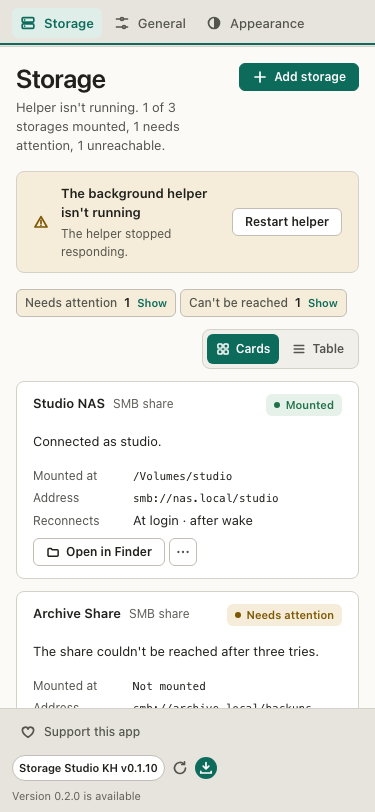 Storage General Appearance
Storage
Add storage
Helper isn't running. 1 of 3
storages mounted, 1 needs
attention, 1 unreachable.
The background helper
isn't running
The helper stopped
responding.
Restart helper
Needs attention 1 Show Can't be reached 1 Show
Cards Table
Studio NAS SMB share Mounted
Connected as studio.
Mounted at /Volumes/studio
Address smb://nas.local/studio
Reconnects At login · after wake
Open in Finder
Archive Share SMB share Needs attention
The share couldn't be reached after three tries.
Mounted at Not mounted
Address smb://archive.local/backups
Support this app
Storage Studio KH v0.1.10
Version 0.2.0 is available